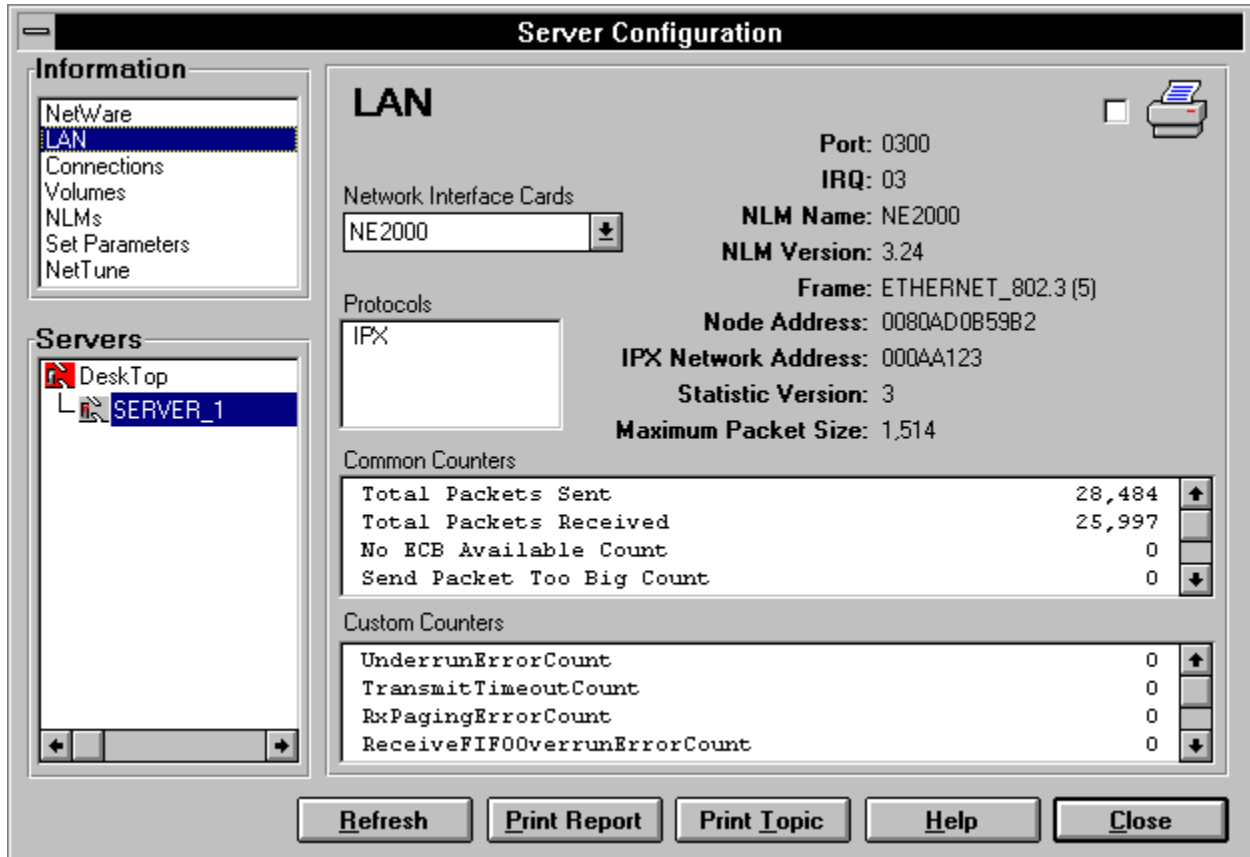 Server Configuration
Information
NetWare
LAN
Connections
Volumes
NLMs
Set Parameters
NetTune
Servers
DeskTop
SERVER_1
LAN
Network Interface Cards
NE2000
Protocols
IPX
Port: 0300
IRQ: 03
NLM Name: NE2000
NLM Version: 3.24
Frame: ETHERNET_802.3 (5)
Node Address: 0080AD0B59B2
IPX Network Address: 000AA123
Statistic Version: 3
Maximum Packet Size: 1,514
Common Counters
Total Packets Sent 28,484
Total Packets Received 25,997
No ECB Available Count 0
Send Packet Too Big Count 0
Custom Counters
UnderrunErrorCount 0
TransmitTimeoutCount 0
RxPagingErrorCount 0
ReceiveFIFOOverrunErrorCount 0
Refresh
Print Report
Print Topic
Help
Close